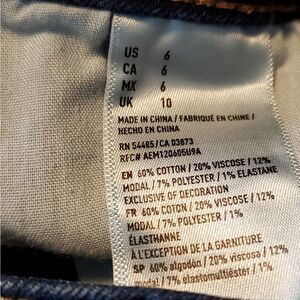 US 6
CA 6
MX 6
UK 10
MADE IN CHINA / FABRIQUÉ EN CHINE /
HECHO EN CHINA
RN 54485 / CA 03873
RFC# AEM120605U9A
EN 60% COTTON / 20% VISCOSE / 12%
MODAL / 7% POLYESTER / 1% ELASTANE
EXCLUSIVE OF DECORATION
FR 60% COTON / 20% VISCOSE / 12%
MODAL / 7% POLYESTER / 1%
ÉLASTHANNE
À L'EXCEPTION DE LA GARNITURE
SP 60% algodón / 20% viscosa / 12%
modal / 7% elastomultiéster / 1%